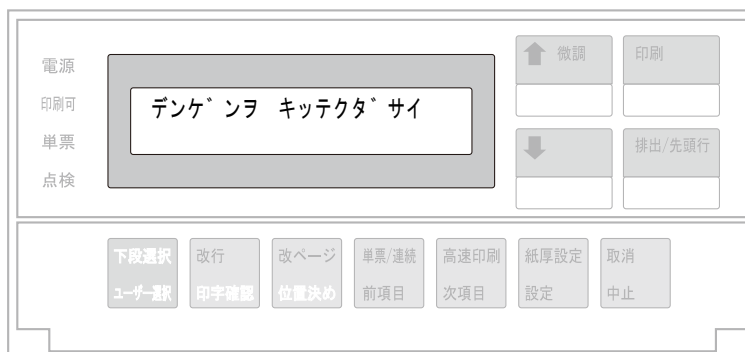 電源
印刷可
単票
点検
デンゲンヲ キッテクダサイ
微調
印刷
排出/先頭行
下段選択
ユーザー選択
改行
印字確認
改ページ
位置決め
単票/連続
前項目
高速印刷
次項目
紙厚設定
設定
取消
中止